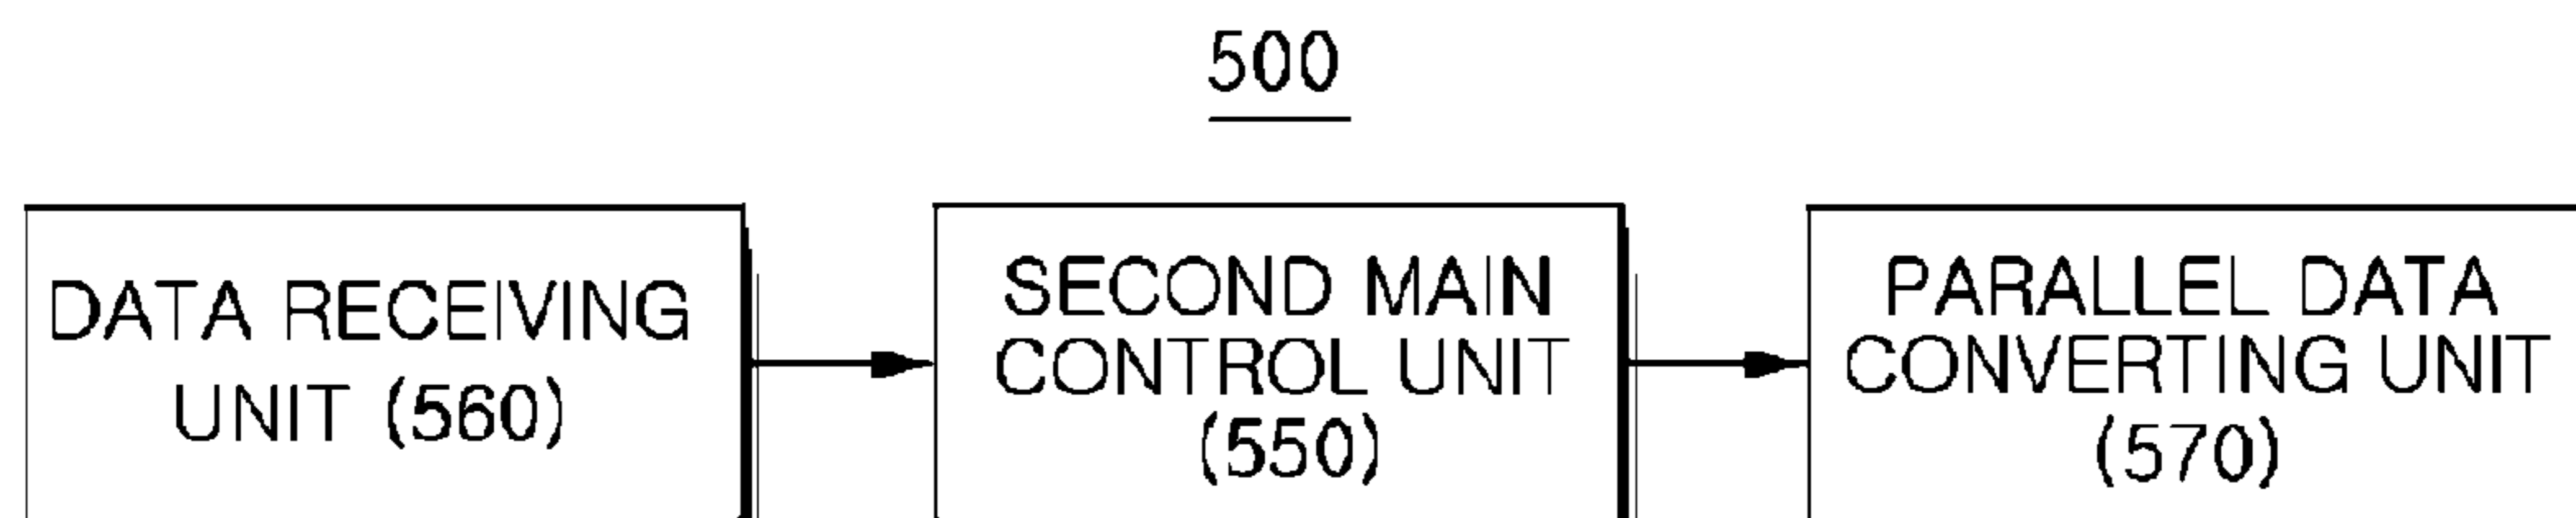 500
DATA RECEIVING
UNIT (560)
SECOND MAIN
CONTROL UNIT
(550)
PARALLEL DATA
CONVERTING UNIT
(570)